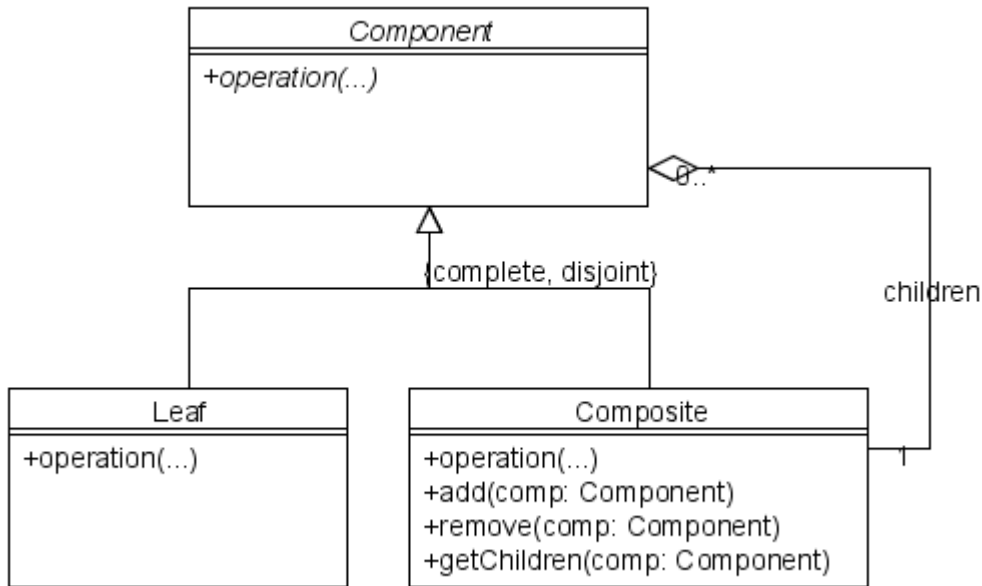 Component
+operation(...)
0..*
{complete, disjoint}
children
Leaf
+operation(...)
Composite
+operation(...)
+add(comp: Component)
+remove(comp: Component)
+getChildren(comp: Component)
1